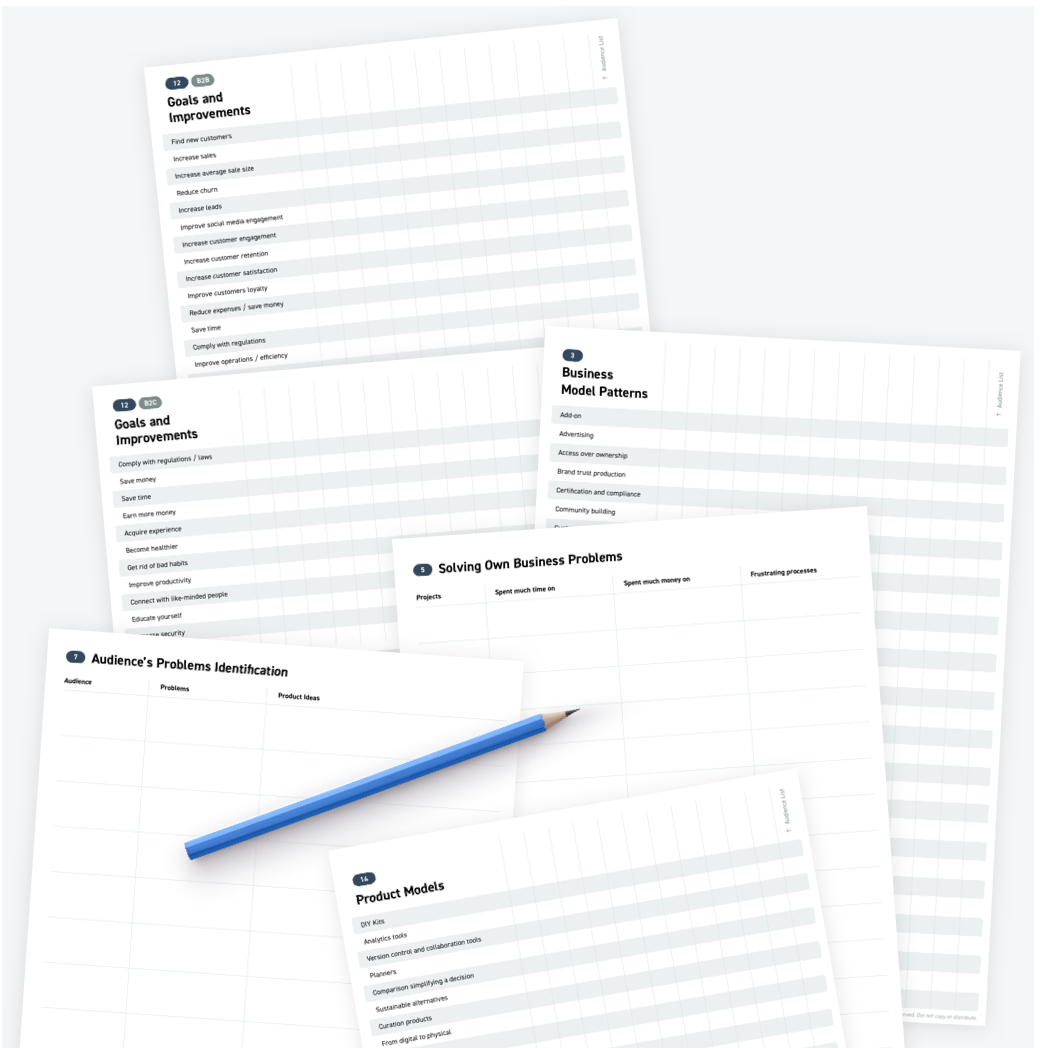 12 B2B
Goals and
Improvements
↑ Audience List
Find new customers
Increase sales
Increase average sale size
Reduce churn
Increase leads
Improve social media engagement
Increase customer engagement
Increase customer retention
Increase customer satisfaction
Improve customers loyalty
Reduce expenses / save money
Save time
Comply with regulations
Improve operations / efficiency
12 B2C
Goals and
Improvements
Comply with regulations / laws
Save money
Save time
Earn more money
Acquire experience
Become healthier
Get rid of bad habits
Improve productivity
Connect with like-minded people
Educate yourself
security
3
Business
Model Patterns
↑ Audience List
Add-on
Advertising
Access over ownership
Brand trust production
Certification and compliance
Community building
Do not copy or distribute.
5 Solving Own Business Problems
Projects Spent much time on Spent much money on Frustrating processes
7 Audience's Problems Identification
Audience Problems Product Ideas
14
Product Models
↑ Audience List
DIY Kits
Analytics tools
Version control and collaboration tools
Planners
Comparison simplifying a decision
Sustainable alternatives
Curation products
From digital to physical